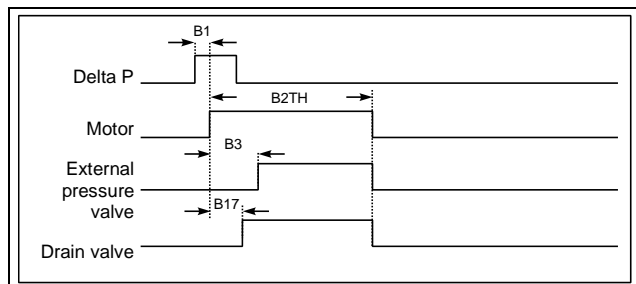 B1
Delta P
B2TH
Motor
B3
External
pressure
valve
B17
Drain valve